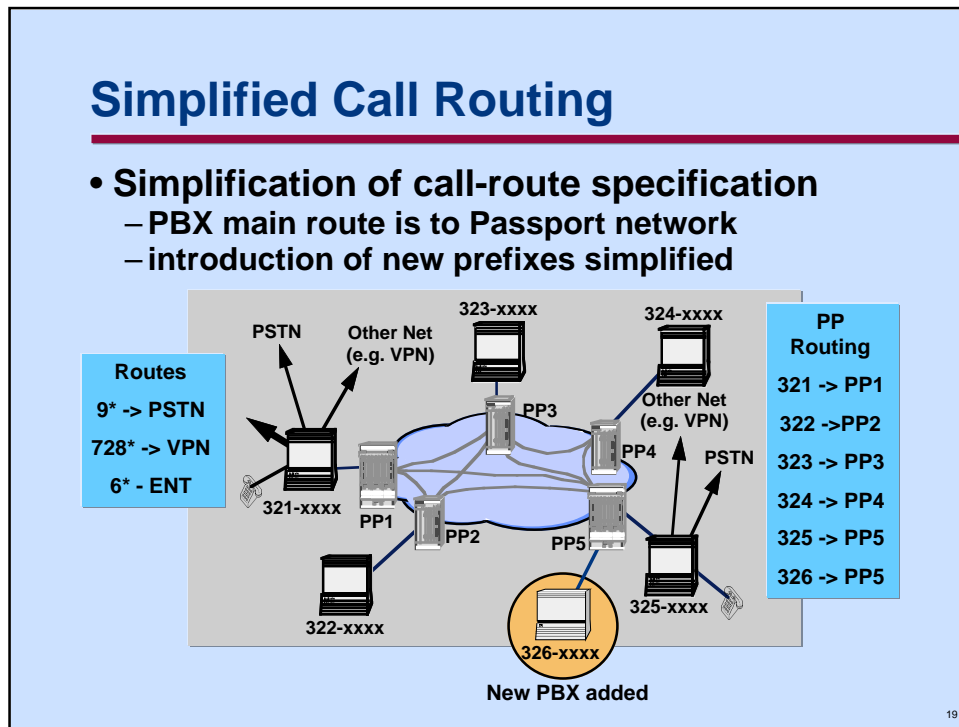 Simplified Call Routing
• Simplification of call-route specification
– PBX main route is to Passport network
– introduction of new prefixes simplified
Routes
9* -> PSTN
728* -> VPN
6* - ENT
PSTN
Other Net
(e.g. VPN)
323-xxxx
324-xxxx
PP3
Other Net
(e.g. VPN)
PP4
PSTN
321-xxxx
PP1
PP2
PP5
322-xxxx
325-xxxx
326-xxxx
New PBX added
PP
Routing
321 -> PP1
322 ->PP2
323 -> PP3
324 -> PP4
325 -> PP5
326 -> PP5
19